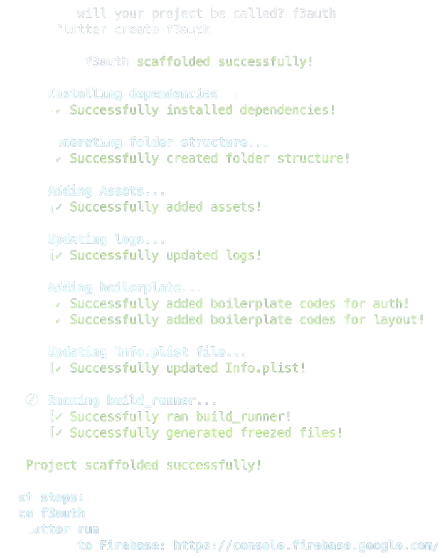 will your project be called? f3auth
flutter create f3auth
f3auth scaffolded successfully!
Installing dependencies
✓ Successfully installed dependencies!
folder structure...
✓ Successfully created folder structure!
Adding Assets...
✓ Successfully added assets!
Updating logs...
✓ Successfully updated logs!
Adding boilerplate...
✓ Successfully added boilerplate codes for auth!
✓ Successfully added boilerplate codes for layout!
Updating Info.plist file...
✓ Successfully updated Info.plist!
Running build_runner...
✓ Successfully ran build_runner!
✓ Successfully generated freezed files!
Project scaffolded successfully!
steps:
cd f3auth
flutter run
to Firebase: https://console.firebase.google.com/